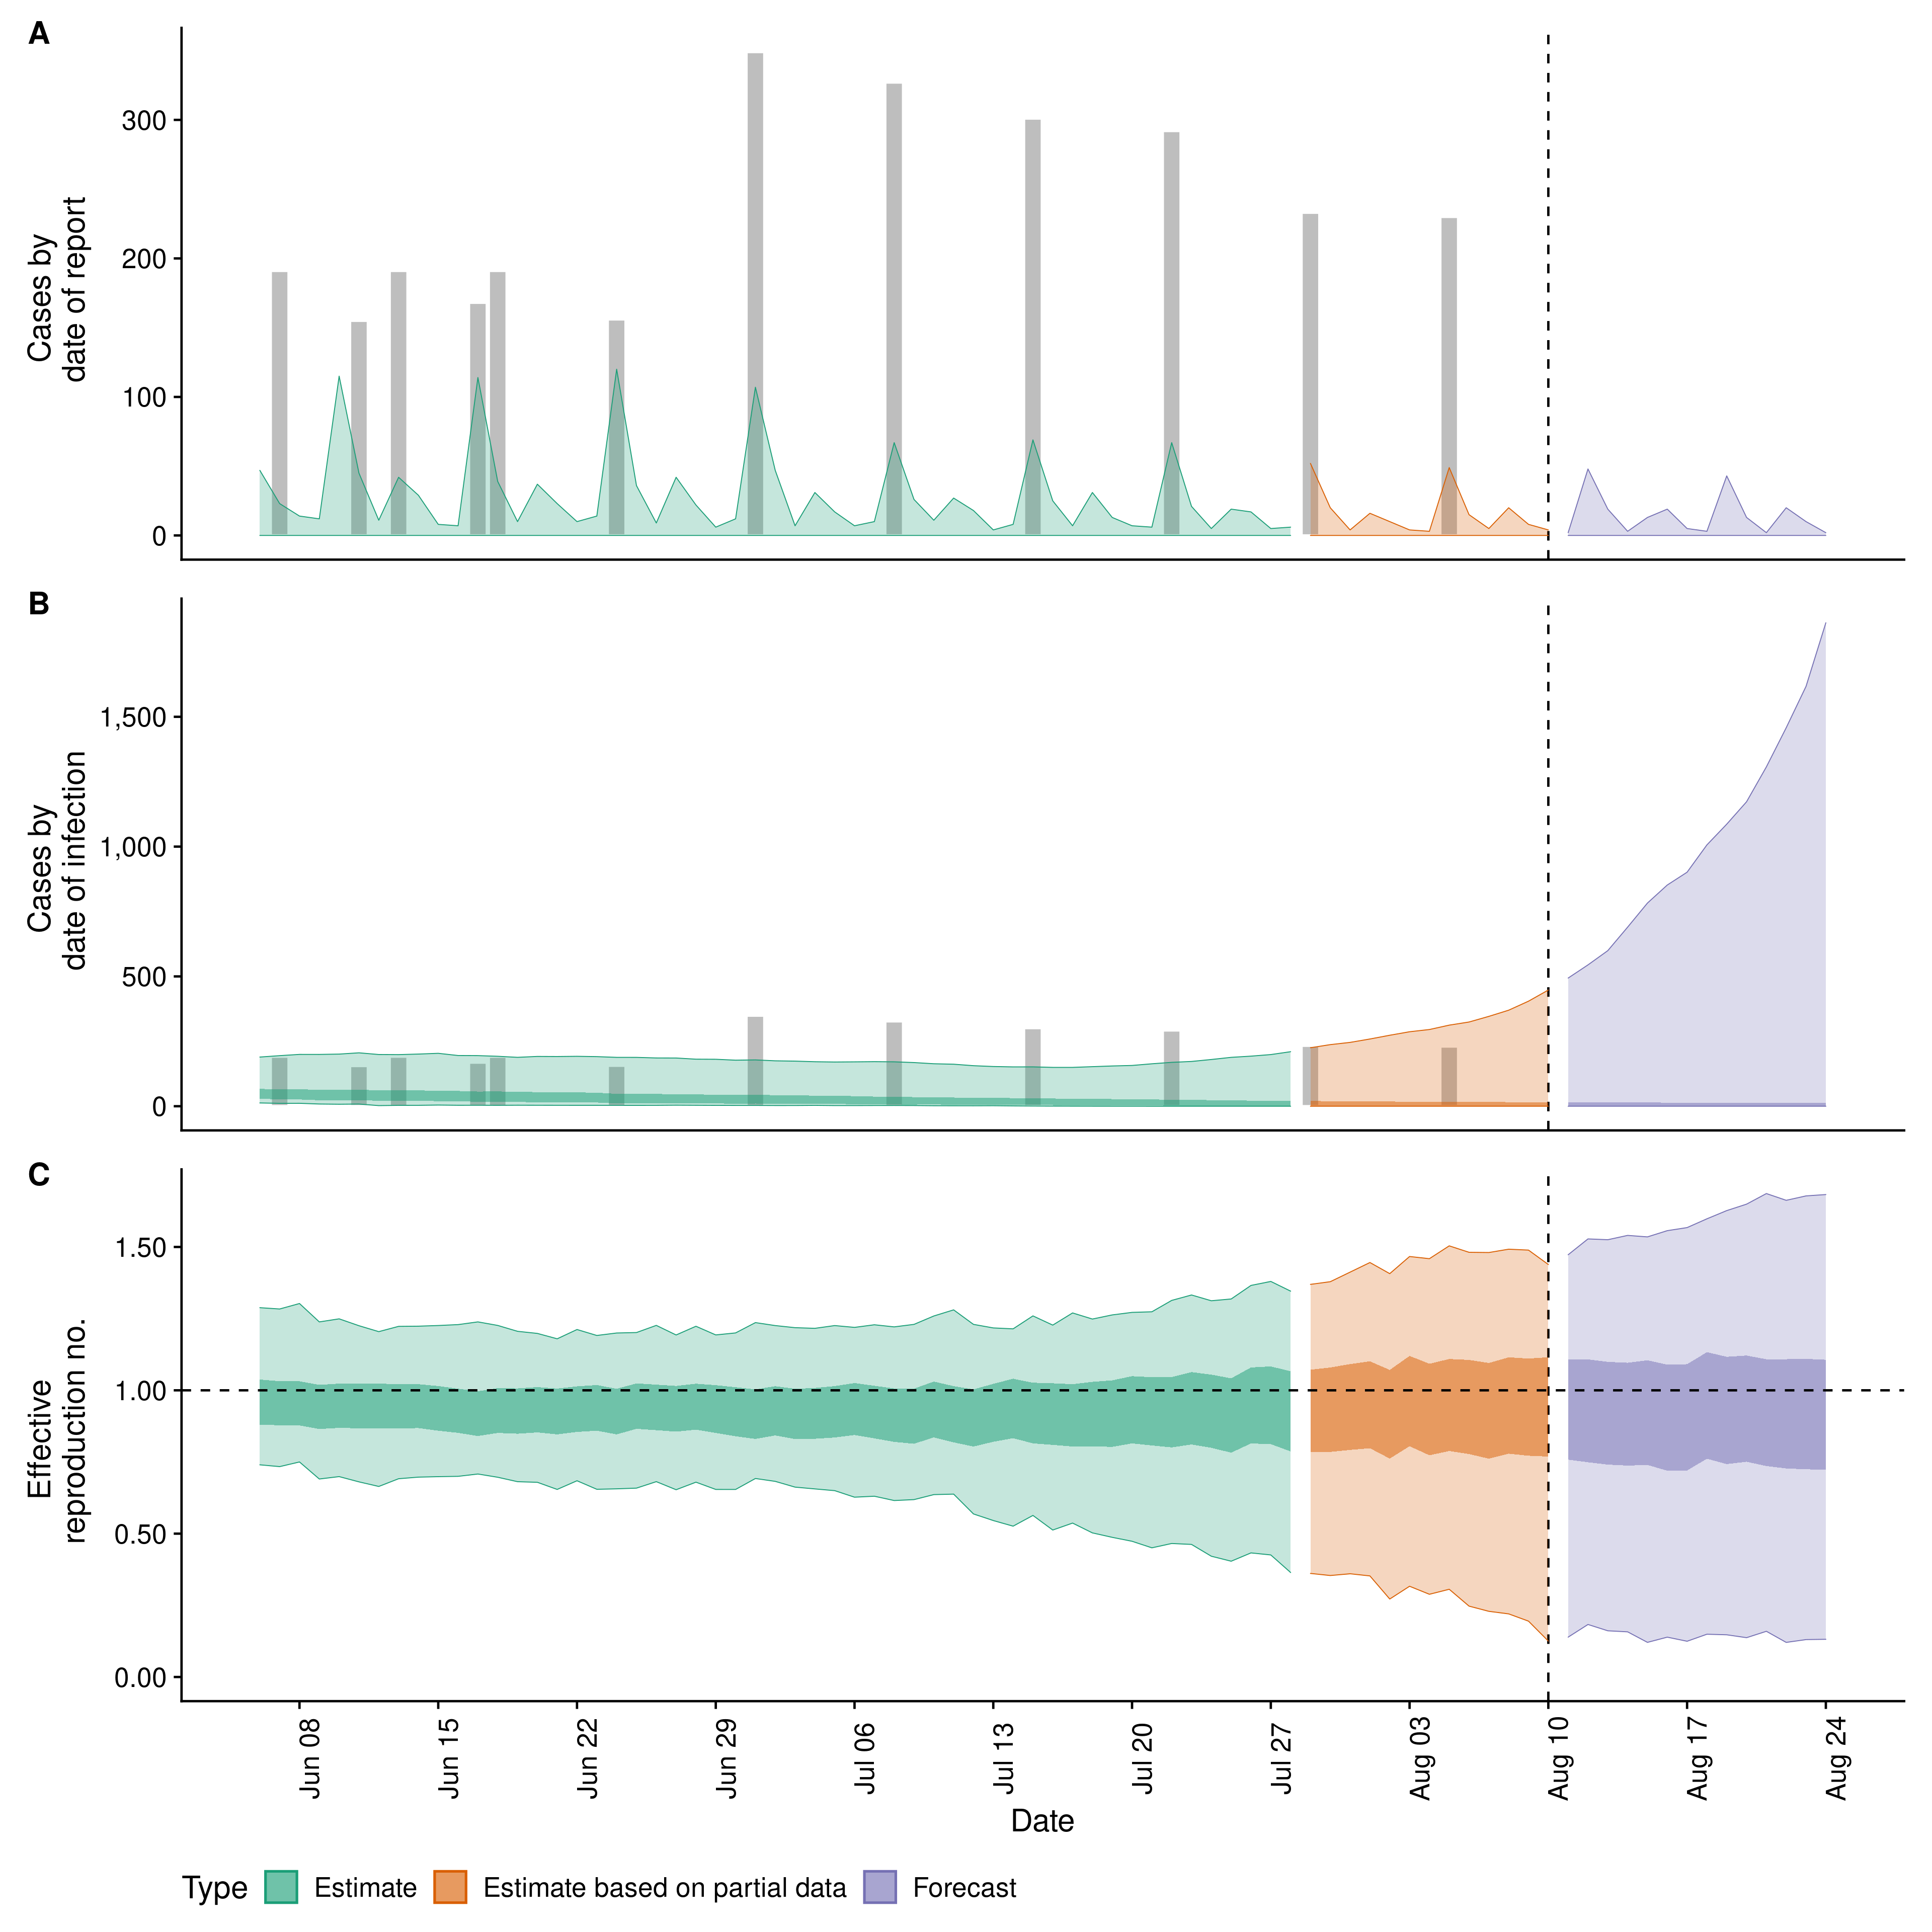 A
Cases by
date of report
300
200
100
0
B
Cases by
date of infection
1,500
1,000
500
0
C
Effective
reproduction no.
1.50
1.00
0.50
0.00
Jun 08
Jun 15
Jun 22
Jun 29
Jul 06
Jul 13
Jul 20
Jul 27
Aug 03
Aug 10
Aug 17
Aug 24
Date
Type Estimate Estimate based on partial data Forecast